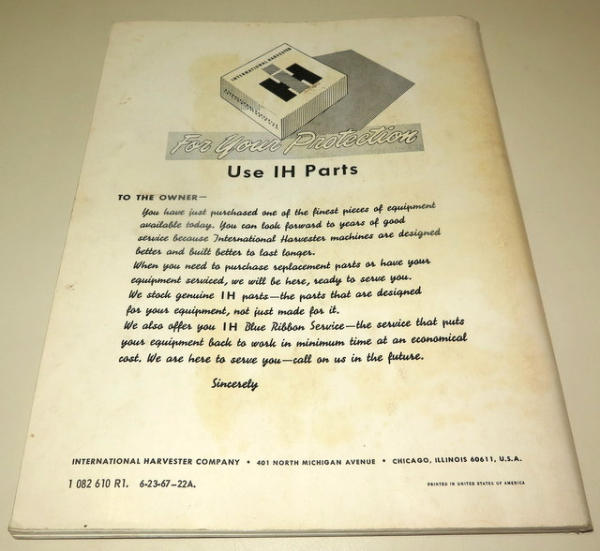 INTERNATIONAL HARVESTER
IH
INTERNATIONAL HARVESTER
For Your Protection
Use IH Parts
TO THE OWNER—
You have just purchased one of the finest pieces of equipment
available today. You can look forward to years of good
service because International Harvester machines are designed
better and built better to last longer.
When you need to purchase replacement parts or have your
equipment serviced, we will be here, ready to serve you.
We stock genuine IH parts—the parts that are designed
for your equipment, not just made for it.
We also offer you IH Blue Ribbon Service—the service that puts
your equipment back to work in minimum time at an economical
cost. We are here to serve you—call on us in the future.
Sincerely
INTERNATIONAL HARVESTER COMPANY • 401 NORTH MICHIGAN AVENUE • CHICAGO, ILLINOIS 60611, U.S.A.
1 082 610 R1. 6-23-67—22A.
PRINTED IN UNITED STATES OF AMERICA